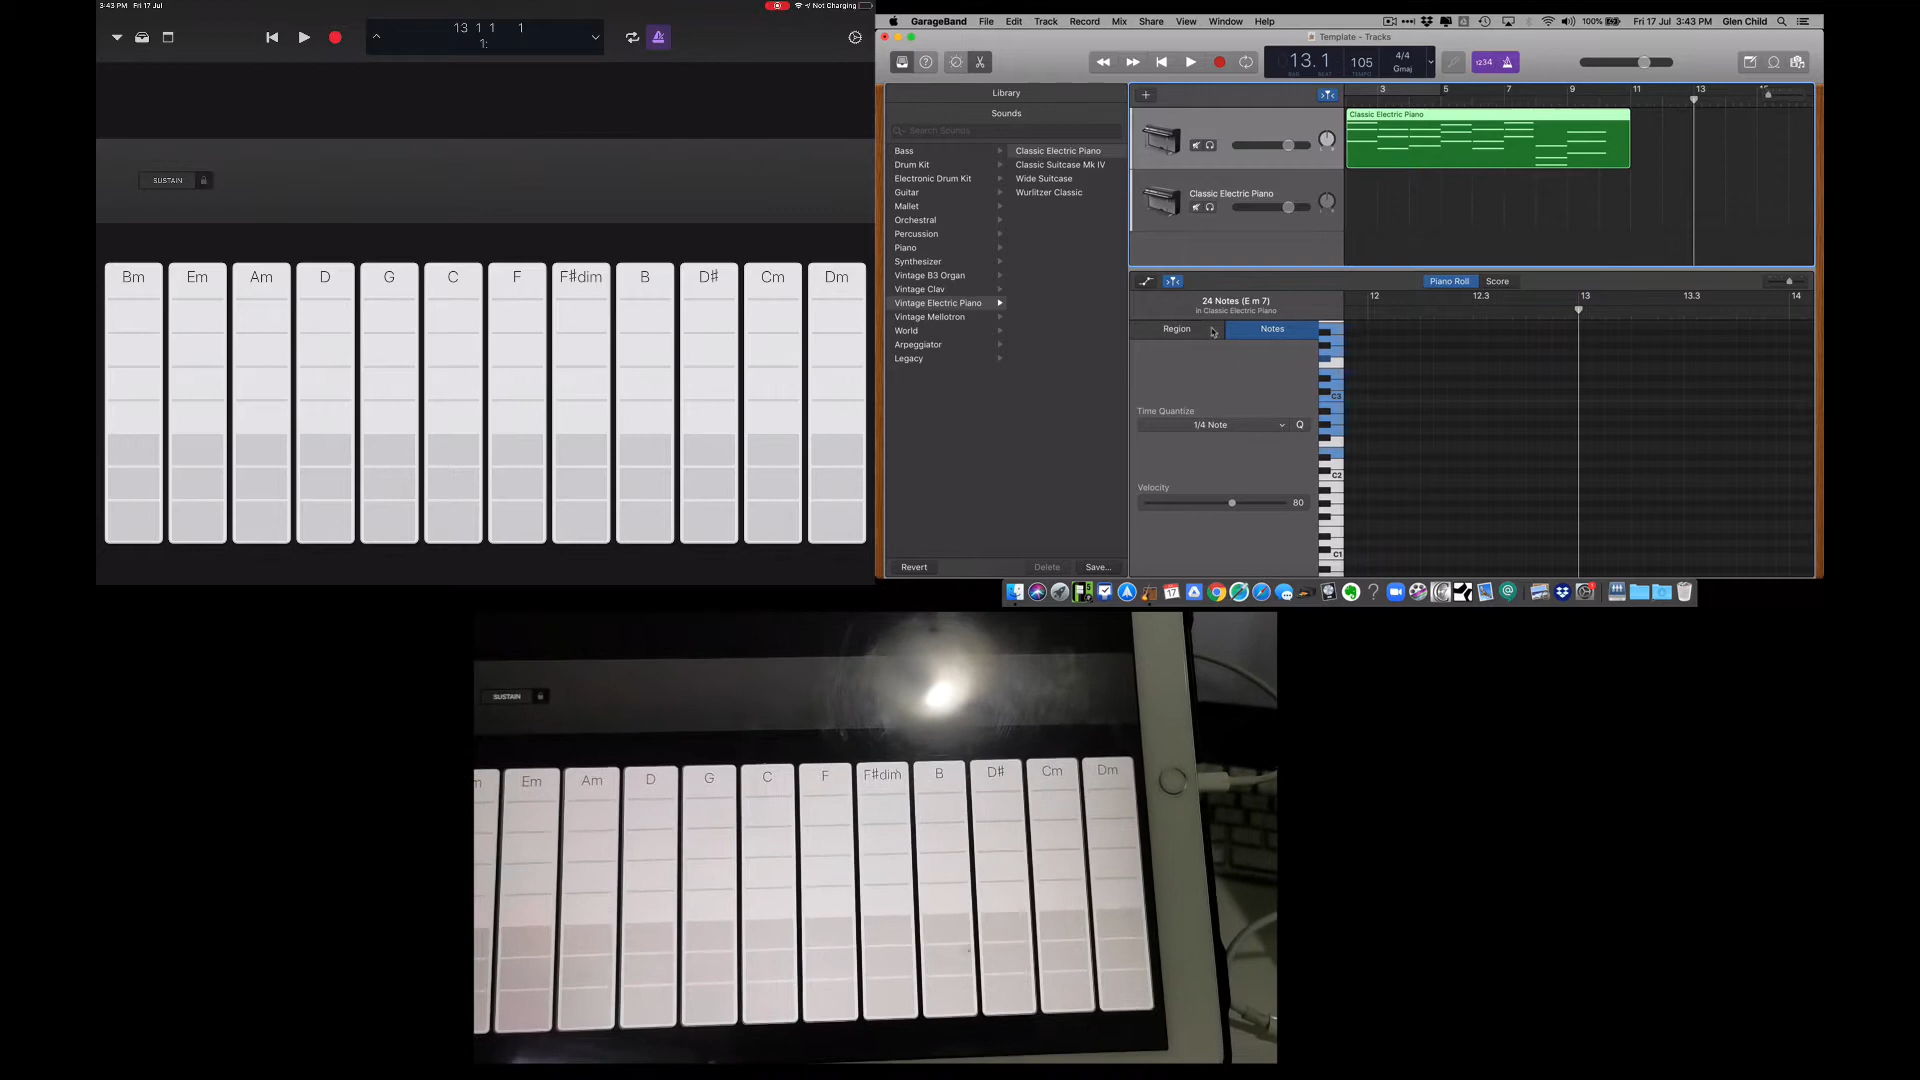 3:43 PM Fri 17 Jul
Not Charging
13 1 1 1
1:
SUSTAIN
Bm Em Am D G C F F#dim B D# Cm Dm
GarageBand File Edit Track Record Mix Share View Window Help
100% Fri 17 Jul 3:43 PM Glen Child
Template - Tracks
13.1 105 4/4
BAR BEAT TEMPO Gmaj
1234
Library
Sounds
Search Sounds
Bass
Drum Kit
Electronic Drum Kit
Guitar
Mallet
Orchestral
Percussion
Piano
Synthesizer
Vintage B3 Organ
Vintage Clav
Vintage Electric Piano
Vintage Mellotron
World
Arpeggiator
Legacy
Classic Electric Piano
Classic Suitcase Mk IV
Wide Suitcase
Wurlitzer Classic
Revert Delete Save...
3 5 7 9 11 13
Classic Electric Piano
Classic Electric Piano
Piano Roll Score
24 Notes (E m 7)
in Classic Electric Piano
12 12.3 13 13.3 14
Region Notes
Time Quantize
1/4 Note Q
Velocity
80
C3
C2
C1
17
SUSTAIN
Em Am D G C F F#dim B D# Cm Dm